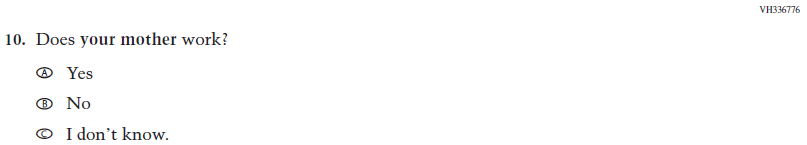 VH336776
10. Does your mother work?
A Yes
B No
C I don't know.